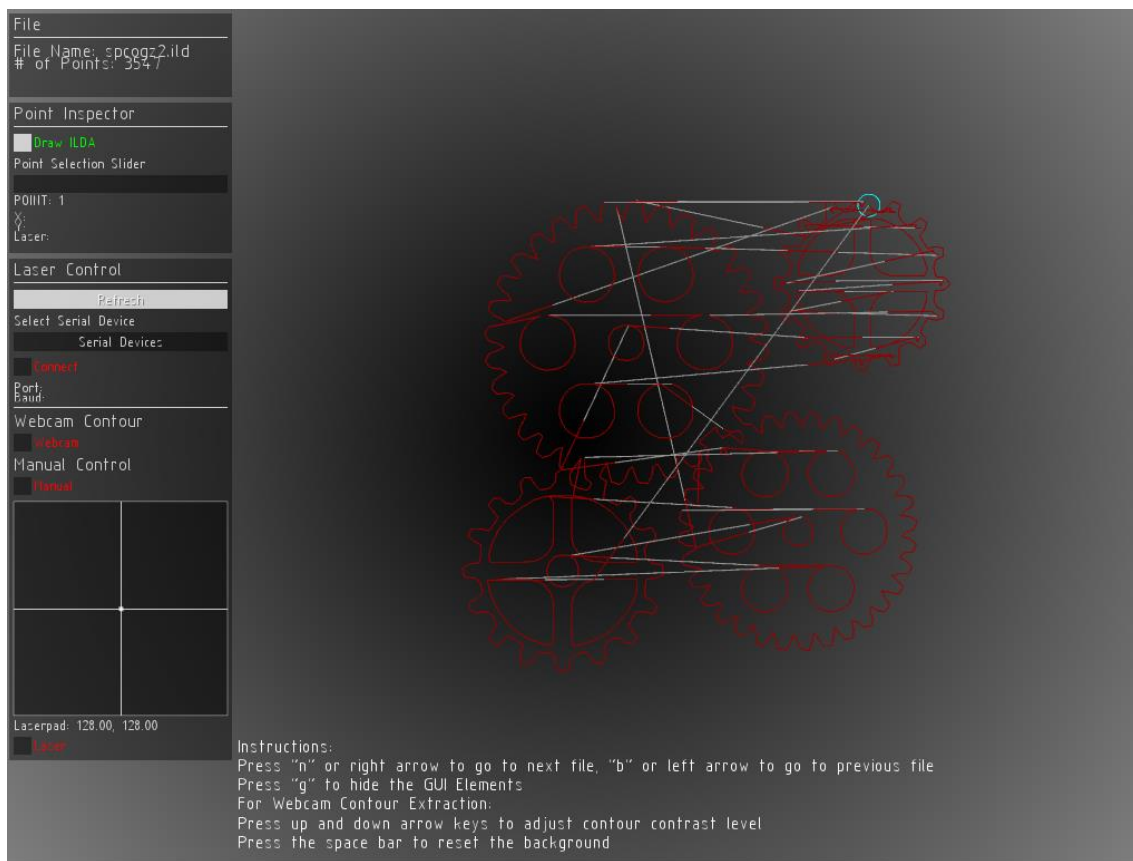 File
File Name: spcogz2.ild
# of Points: 3547
Point Inspector
Draw ILDA
Point Selection Slider
POINT: 1
X:
Y:
Laser:
Laser Control
Refresh
Select Serial Device
Serial Devices
Connect
Port:
Baud:
Webcam Contour
Webcam
Manual Control
Manual
Laserpad: 128.00, 128.00
Laser
Instructions:
Press "n" or right arrow to go to next file, "b" or left arrow to go to previous file
Press "g" to hide the GUI Elements
For Webcam Contour Extraction:
Press up and down arrow keys to adjust contour contrast level
Press the space bar to reset the background